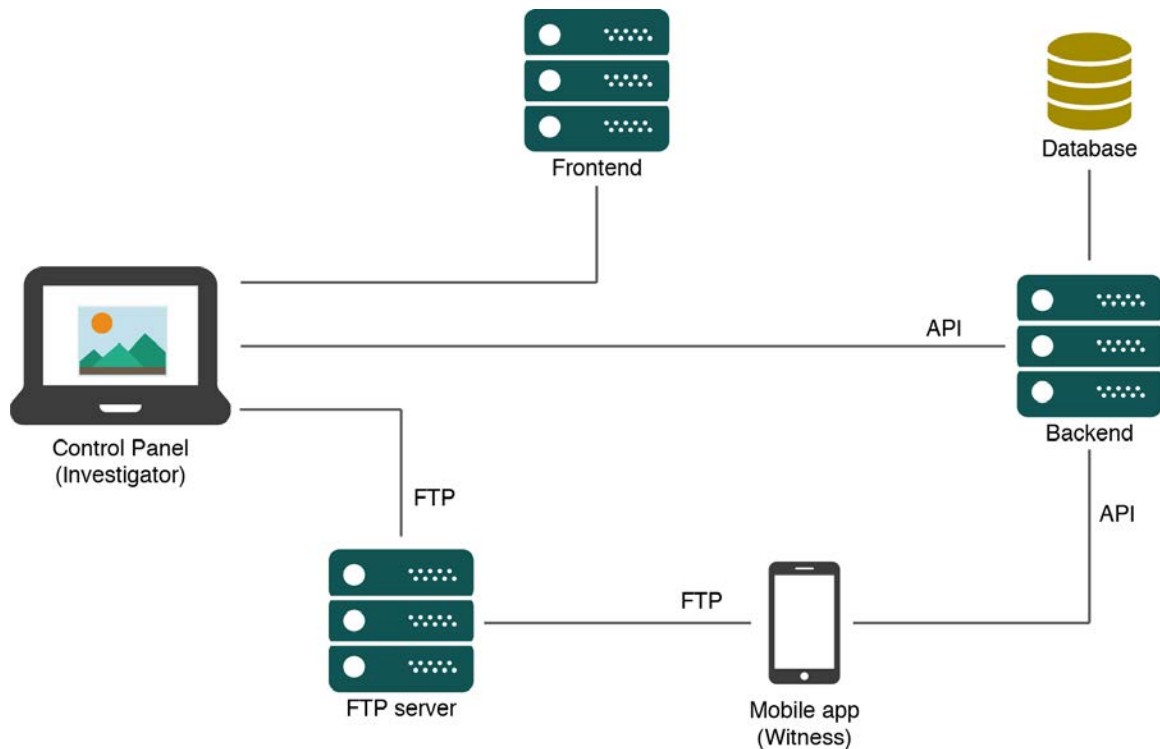 Frontend
Database
API
Backend
Control Panel
(Investigator)
FTP
API
FTP
FTP server
Mobile app
(Witness)